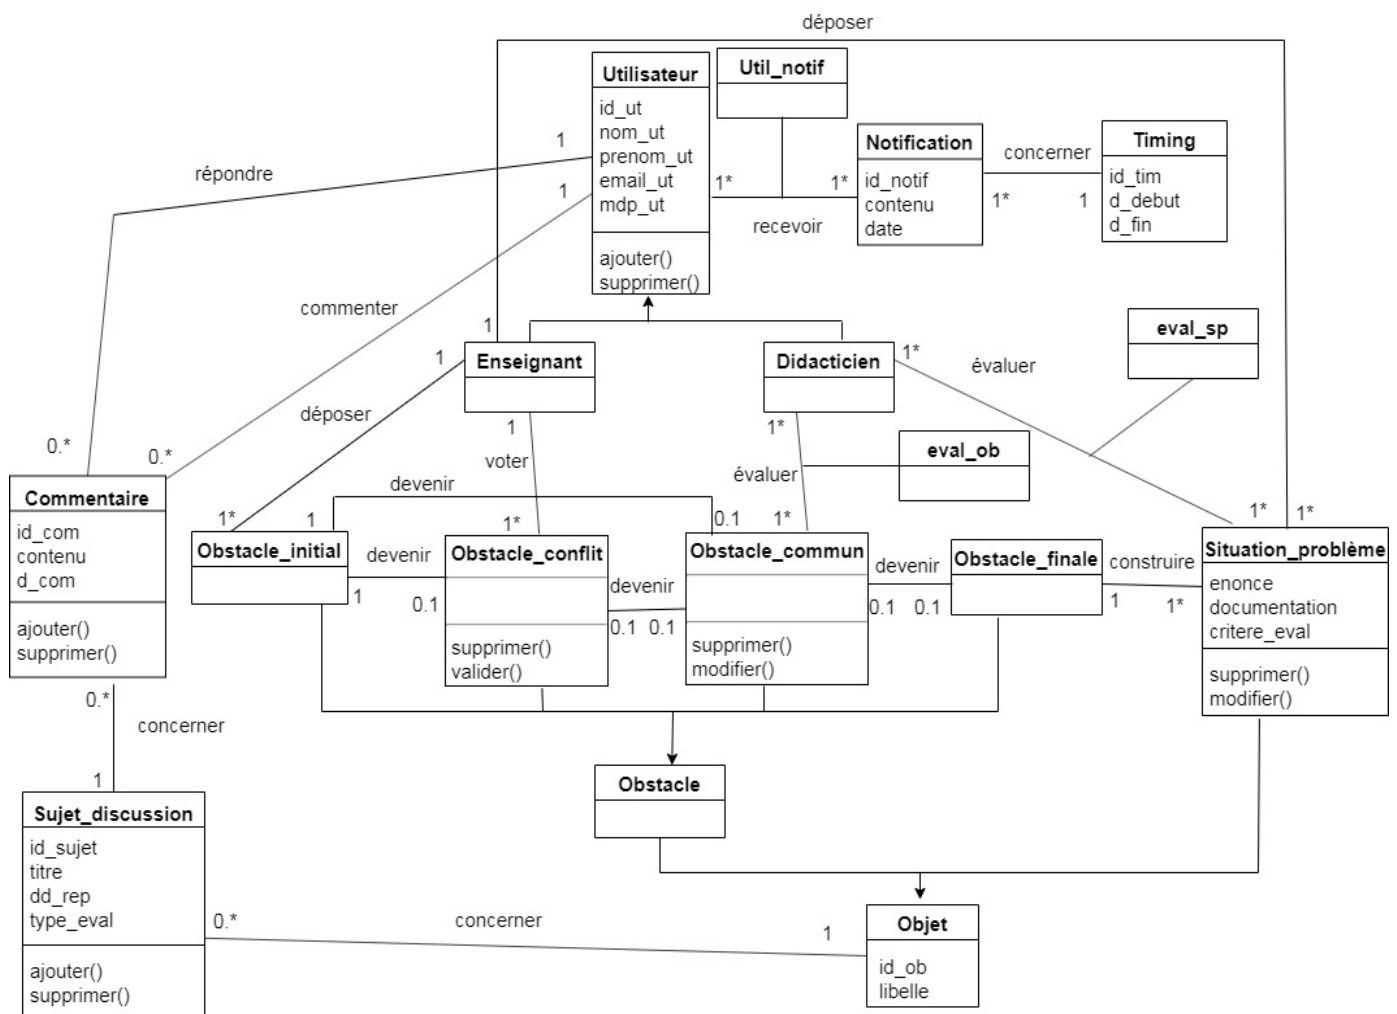 déposer
Utilisateur
id_ut
nom_ut
prenom_ut
email_ut
mdp_ut
ajouter()
supprimer()
Util_notif
Notification
id_notif
contenu
date
concerner
1*
1
Timing
id_tim
d_debut
d_fin
1*
1*
recevoir
répondre
1
1
commenter
0.*
0.*
1
1
déposer
Enseignant
Didacticien
1*
évaluer
eval_sp
1
voter
1*
1*
évaluer
eval_ob
1*
devenir
1*
1
0.1
1*
1*
Commentaire
id_com
contenu
d_com
ajouter()
supprimer()
Obstacle_initial
devenir
1
0.1
Obstacle_conflit
supprimer()
valider()
devenir
0.1
0.1
Obstacle_commun
supprimer()
modifier()
devenir
0.1
0.1
Obstacle_finale
construire
1
1*
Situation_problème
enonce
documentation
critere_eval
supprimer()
modifier()
0.*
concerner
1
Obstacle
Sujet_discussion
id_sujet
titre
dd_rep
type_eval
ajouter()
supprimer()
0.*
concerner
1
Objet
id_ob
libelle